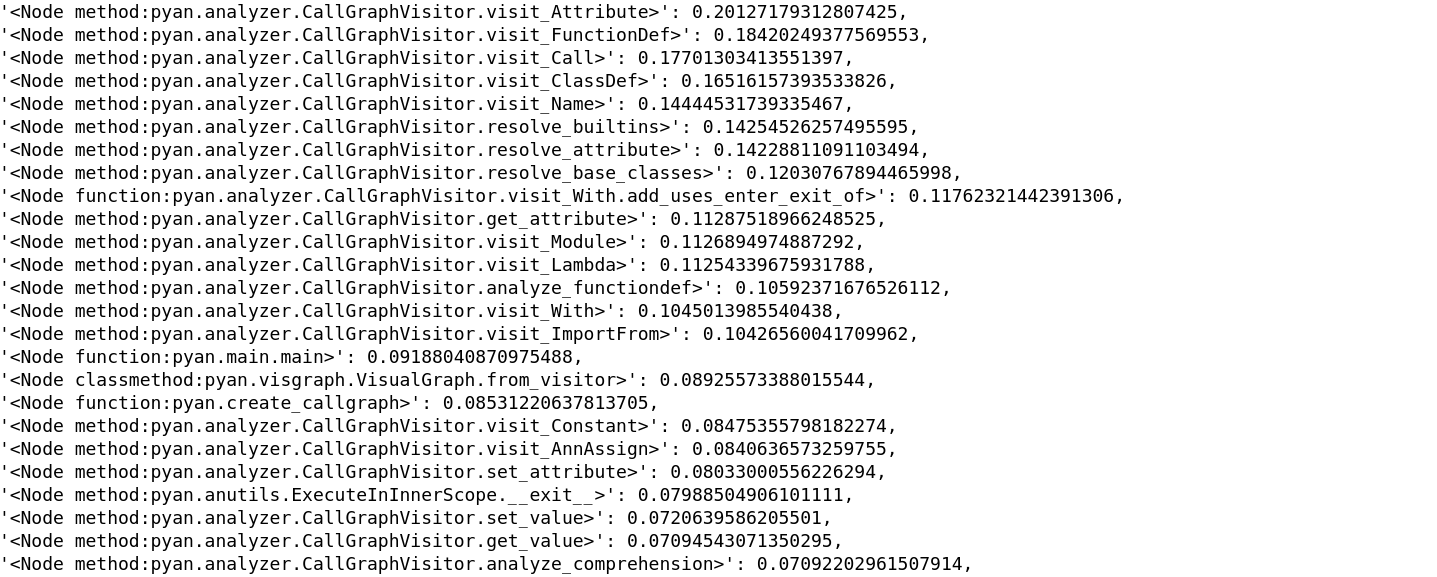 '<Node method:pyan.analyzer.CallGraphVisitor.visit_Attribute>': 0.20127179312807425,
'<Node method:pyan.analyzer.CallGraphVisitor.visit_FunctionDef>': 0.18420249377569553,
'<Node method:pyan.analyzer.CallGraphVisitor.visit_Call>': 0.17701303413551397,
'<Node method:pyan.analyzer.CallGraphVisitor.visit_ClassDef>': 0.16516157393533826,
'<Node method:pyan.analyzer.CallGraphVisitor.visit_Name>': 0.14444531739335467,
'<Node method:pyan.analyzer.CallGraphVisitor.resolve_builtins>': 0.14254526257495595,
'<Node method:pyan.analyzer.CallGraphVisitor.resolve_attribute>': 0.14228811091103494,
'<Node method:pyan.analyzer.CallGraphVisitor.resolve_base_classes>': 0.12030767894465998,
'<Node function:pyan.analyzer.CallGraphVisitor.visit_With.add_uses_enter_exit_of>': 0.11762321442391306,
'<Node method:pyan.analyzer.CallGraphVisitor.get_attribute>': 0.11287518966248525,
'<Node method:pyan.analyzer.CallGraphVisitor.visit_Module>': 0.1126894974887292,
'<Node method:pyan.analyzer.CallGraphVisitor.visit_Lambda>': 0.11254339675931788,
'<Node method:pyan.analyzer.CallGraphVisitor.analyze_functiondef>': 0.10592371676526112,
'<Node method:pyan.analyzer.CallGraphVisitor.visit_With>': 0.1045013985540438,
'<Node method:pyan.analyzer.CallGraphVisitor.visit_ImportFrom>': 0.10426560041709962,
'<Node function:pyan.main.main>': 0.09188040870975488,
'<Node classmethod:pyan.visgraph.VisualGraph.from_visitor>': 0.08925573388015544,
'<Node function:pyan.create_callgraph>': 0.08531220637813705,
'<Node method:pyan.analyzer.CallGraphVisitor.visit_Constant>': 0.08475355798182274,
'<Node method:pyan.analyzer.CallGraphVisitor.visit_AnnAssign>': 0.0840636573259755,
'<Node method:pyan.analyzer.CallGraphVisitor.set_attribute>': 0.08033000556226294,
'<Node method:pyan.anutils.ExecuteInInnerScope.__exit__>': 0.07988504906101111,
'<Node method:pyan.analyzer.CallGraphVisitor.set_value>': 0.0720639586205501,
'<Node method:pyan.analyzer.CallGraphVisitor.get_value>': 0.07094543071350295,
'<Node method:pyan.analyzer.CallGraphVisitor.analyze_comprehension>': 0.07092202961507914,